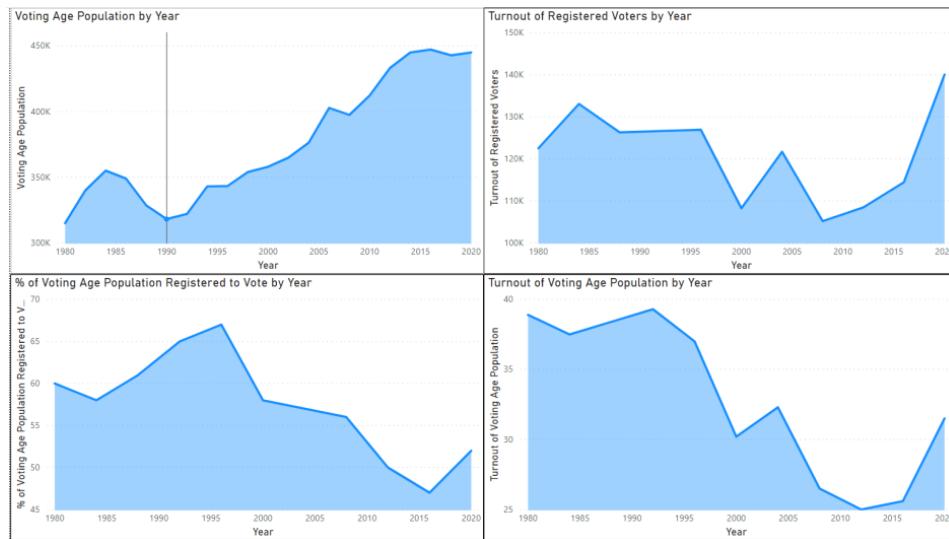 Voting Age Population by Year
Voting Age Population
450K
400K
350K
300K
1980 1985 1990 1995 2000 2005 2010 2015 2020
Year
Turnout of Registered Voters by Year
Turnout of Registered Voters
150K
140K
130K
120K
110K
100K
1980 1985 1990 1995 2000 2005 2010 2015 2020
Year
% of Voting Age Population Registered to Vote by Year
% of Voting Age Population Registered to V...
70
65
60
55
50
45
1980 1985 1990 1995 2000 2005 2010 2015 2020
Year
Turnout of Voting Age Population by Year
Turnout of Voting Age Population
40
35
30
25
1980 1985 1990 1995 2000 2005 2010 2015 2020
Year